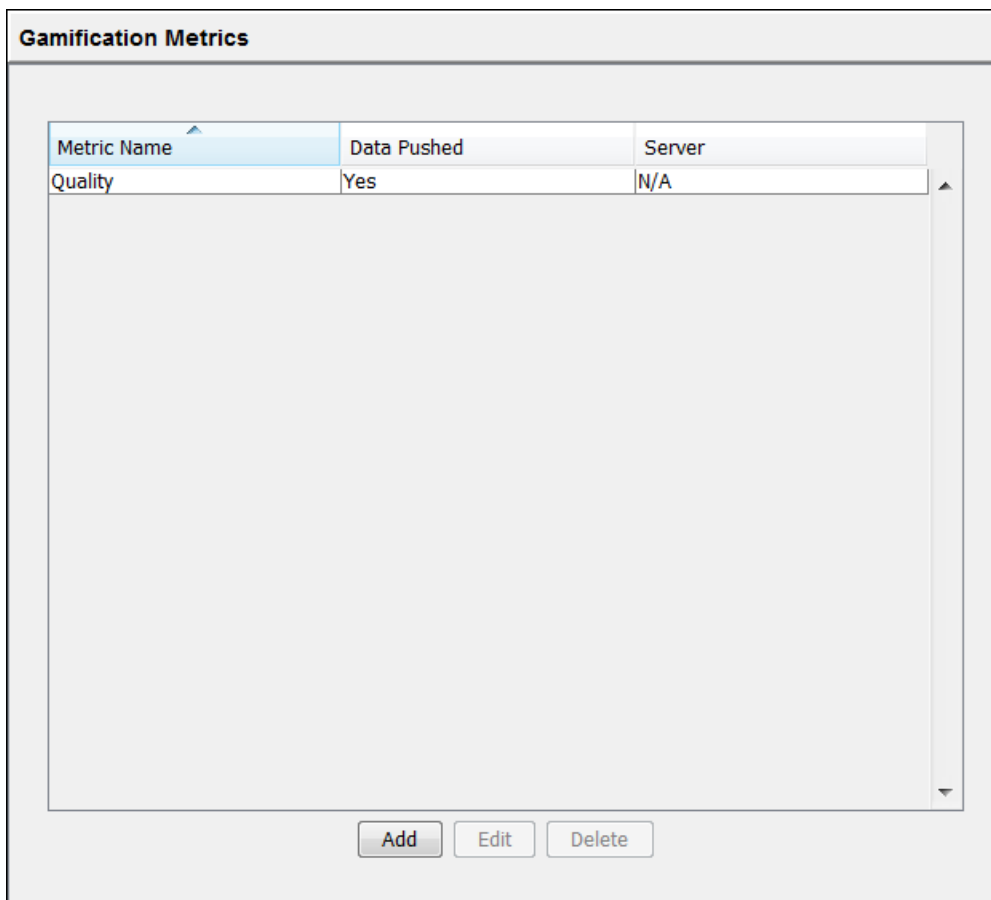 Gamification Metrics
Metric Name Data Pushed Server
Quality Yes N/A
Add Edit Delete